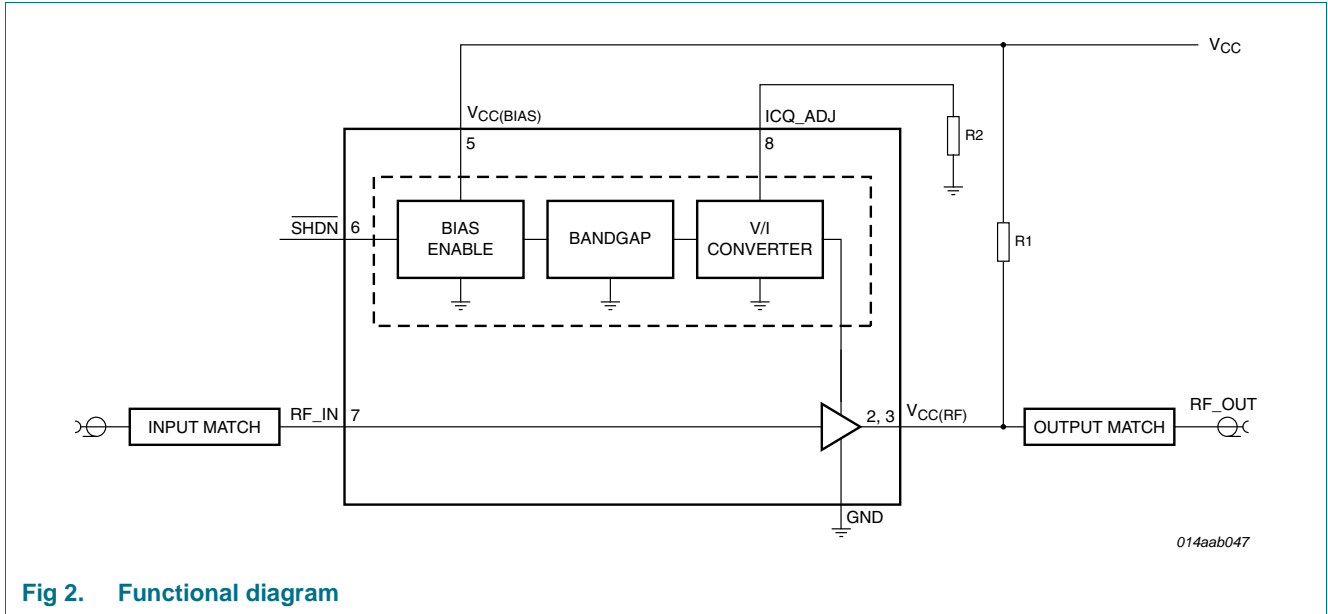 VCC
VCC(BIAS)
ICQ_ADJ
5
8
R2
SHDN
6
BIAS
ENABLE
BANDGAP
V/I
CONVERTER
R1
INPUT MATCH
RF_IN
7
2, 3
VCC(RF)
OUTPUT MATCH
RF_OUT
GND
014aab047
Fig 2. Functional diagram